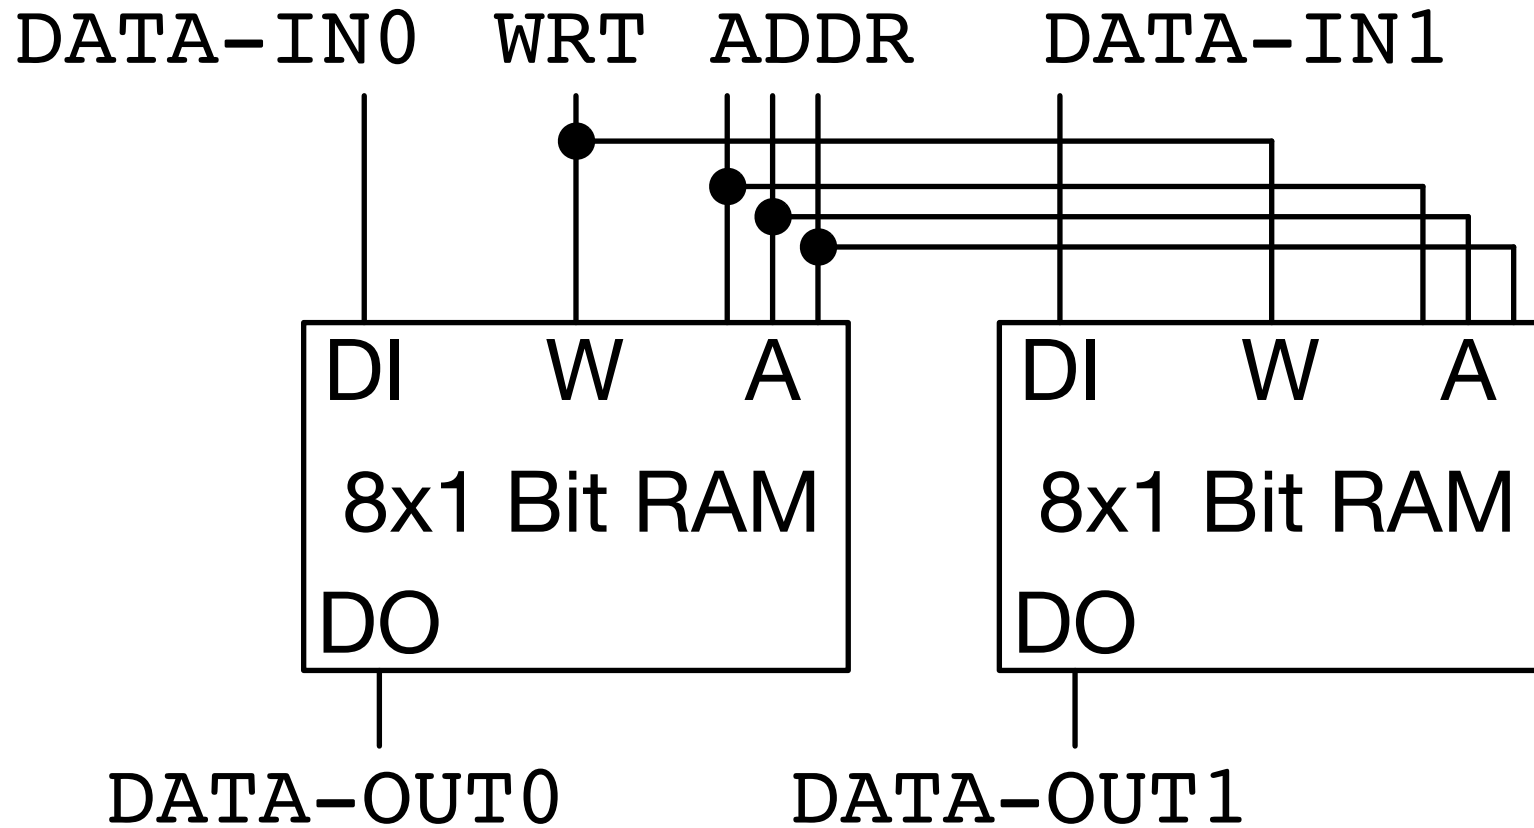 DATA-IN0 WRT ADDR DATA-IN1
DI W A DI W A
8x1 Bit RAM 8x1 Bit RAM
DO DO
DATA-OUT0 DATA-OUT1